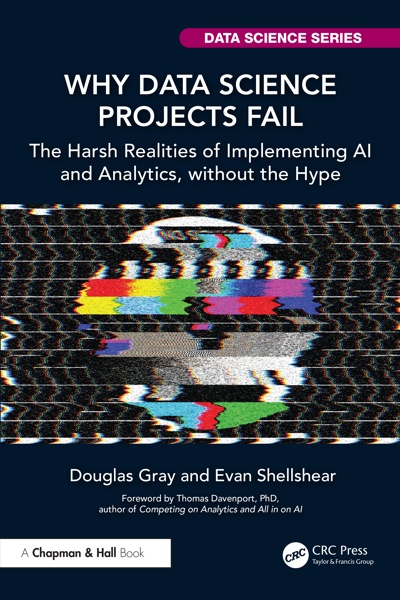 DATA SCIENCE SERIES
WHY DATA SCIENCE
PROJECTS FAIL
The Harsh Realities of Implementing AI
and Analytics, without the Hype
Douglas Gray and Evan Shellshear
Foreword by Thomas Davenport, PhD,
author of Competing on Analytics and All in on AI
A Chapman & Hall Book
CRC CRC Press
Taylor & Francis Group